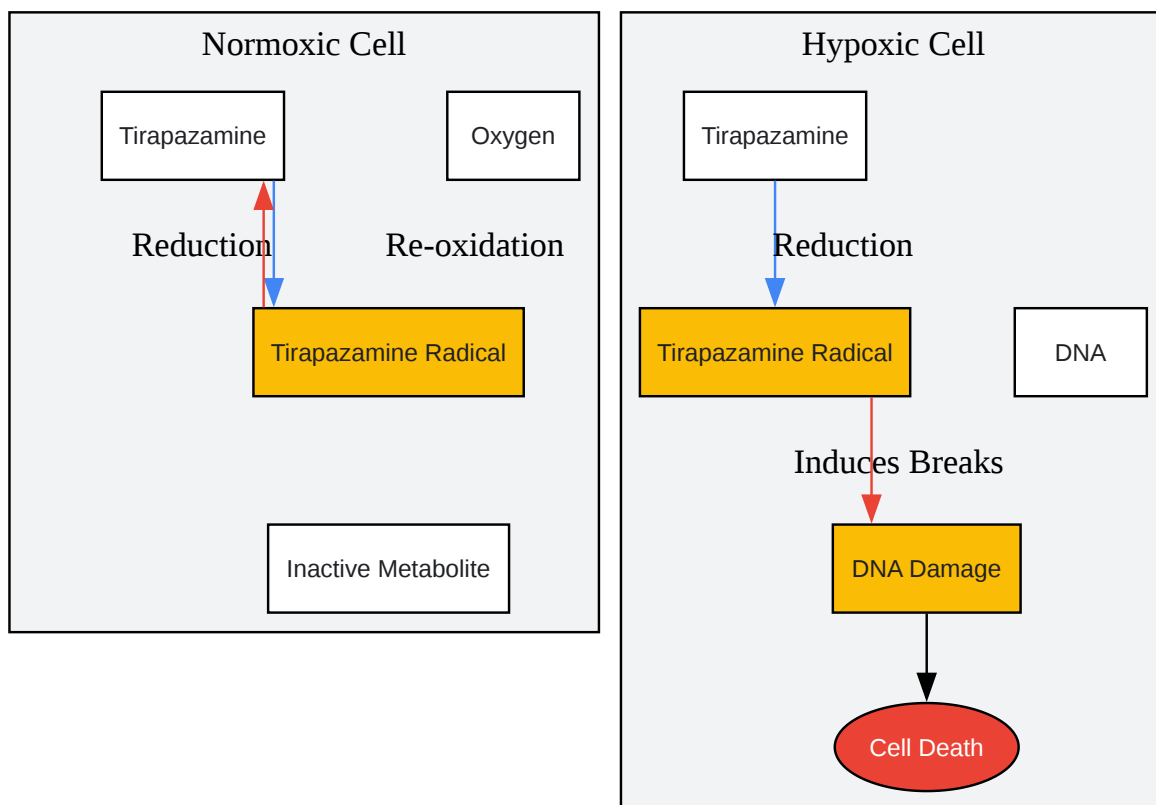 Normoxic Cell
Tirapazamine
Oxygen
Reduction
Re-oxidation
Tirapazamine Radical
Inactive Metabolite
Hypoxic Cell
Tirapazamine
Reduction
Tirapazamine Radical
DNA
Induces Breaks
DNA Damage
Cell Death